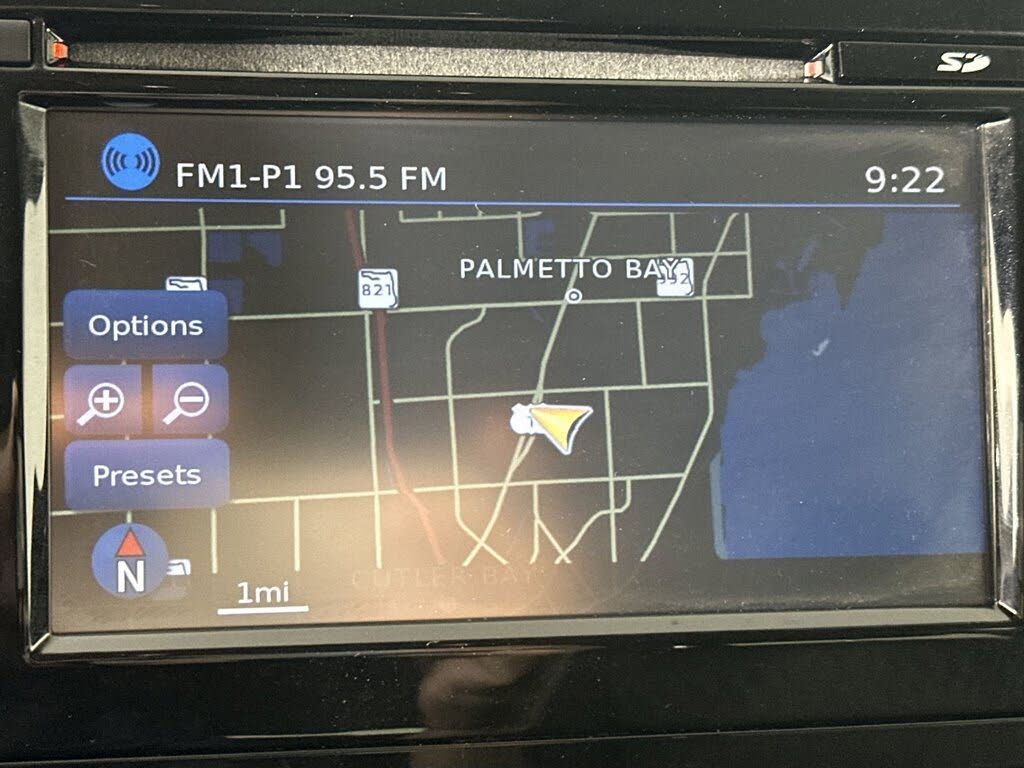 SD
FM1-P1 95.5 FM
9:22
PALMETTO BAY
821
Options
Presets
N
1mi
CUTLER BAY